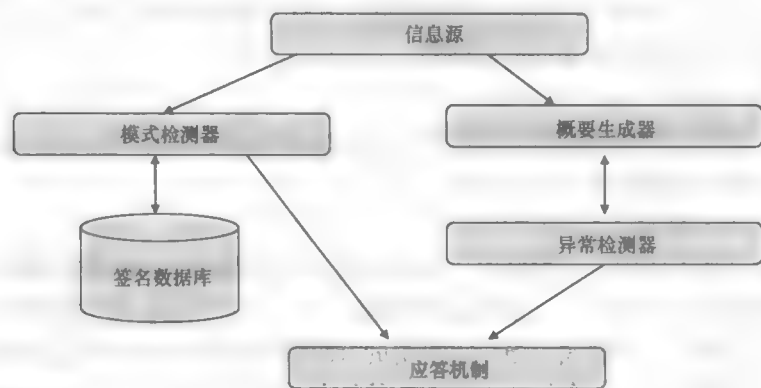 信息源
模式检测器
概要生成器
签名数据库
异常检测器
应答机制